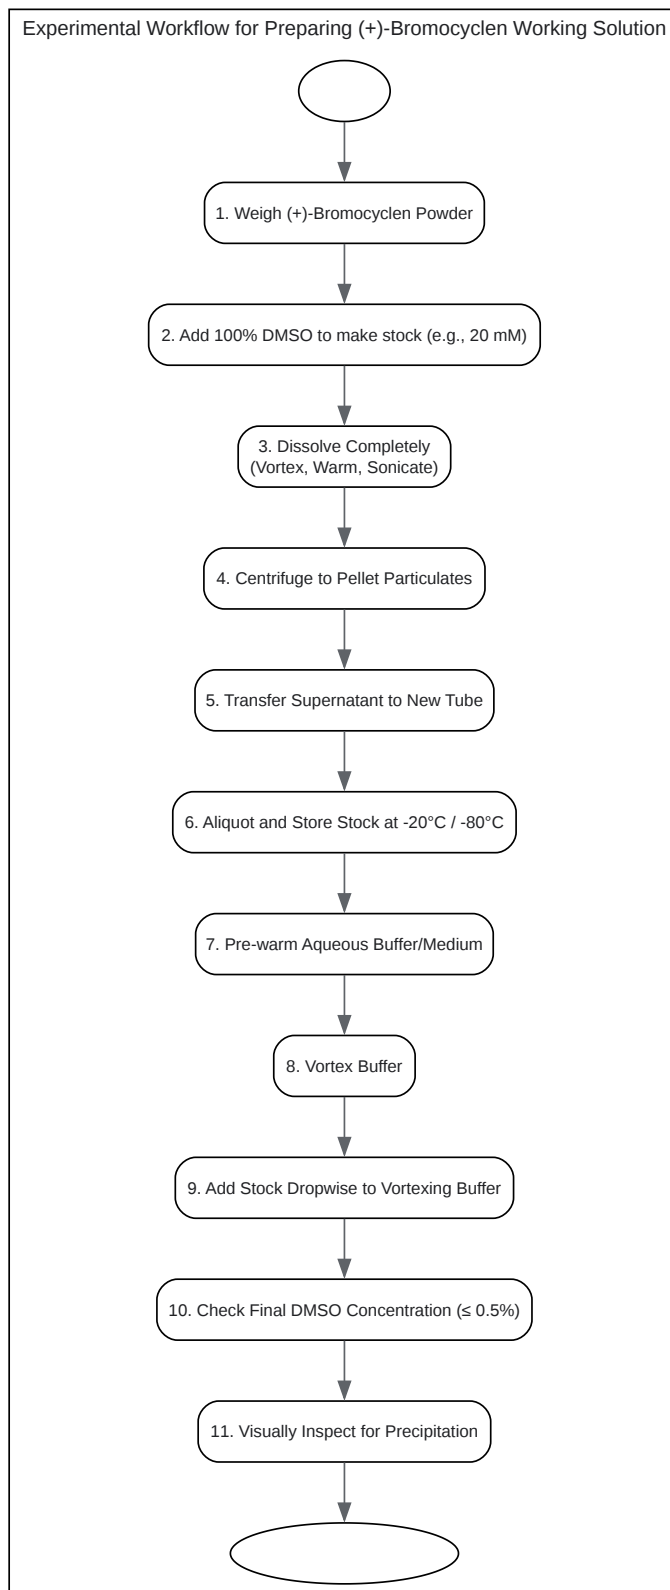 Experimental Workflow for Preparing (+)-Bromocyclen Working Solution
1. Weigh (+)-Bromocyclen Powder
2. Add 100% DMSO to make stock (e.g., 20 mM)
3. Dissolve Completely
(Vortex, Warm, Sonicate)
4. Centrifuge to Pellet Particulates
5. Transfer Supernatant to New Tube
6. Aliquot and Store Stock at -20°C / -80°C
7. Pre-warm Aqueous Buffer/Medium
8. Vortex Buffer
9. Add Stock Dropwise to Vortexing Buffer
10. Check Final DMSO Concentration (≤ 0.5%)
11. Visually Inspect for Precipitation